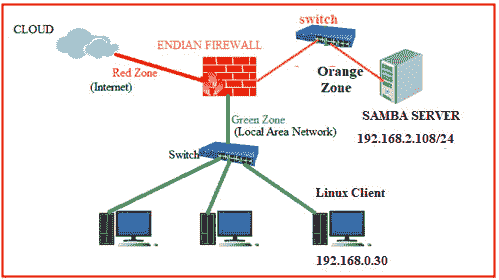 CLOUD
ENDIAN FIREWALL
switch
Red Zone
(Internet)
Orange
Zone
SAMBA SERVER
192.168.2.108/24
Green Zone
(Local Area Network)
Switch
Linux Client
192.168.0.30